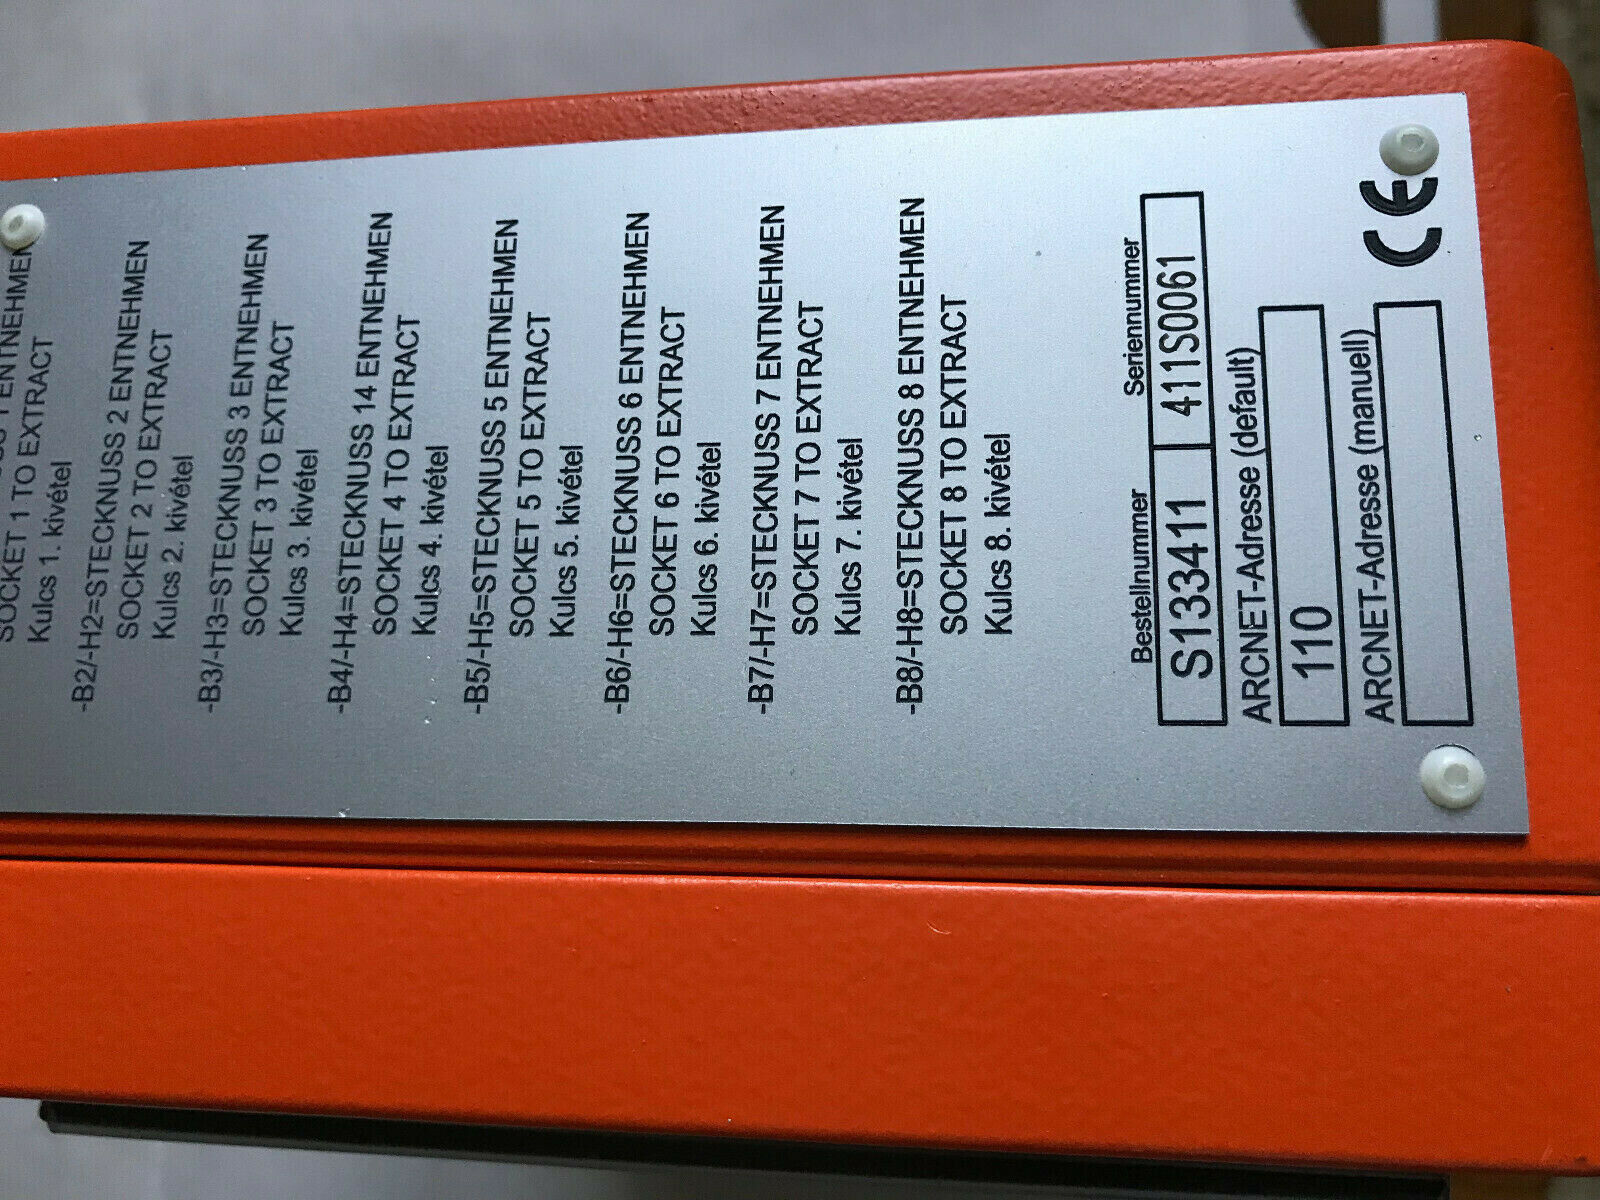 ENTNEHMEN
SOCKET 1 TO EXTRACT
Kulcs 1. kivétel
-B2/-H2=STECKNUSS 2 ENTNEHMEN
SOCKET 2 TO EXTRACT
Kulcs 2. kivétel
-B3/-H3=STECKNUSS 3 ENTNEHMEN
SOCKET 3 TO EXTRACT
Kulcs 3. kivétel
-B4/-H4=STECKNUSS 14 ENTNEHMEN
SOCKET 4 TO EXTRACT
Kulcs 4. kivétel
-B5/-H5=STECKNUSS 5 ENTNEHMEN
SOCKET 5 TO EXTRACT
Kulcs 5. kivétel
-B6/-H6=STECKNUSS 6 ENTNEHMEN
SOCKET 6 TO EXTRACT
Kulcs 6. kivétel
-B7/-H7=STECKNUSS 7 ENTNEHMEN
SOCKET 7 TO EXTRACT
Kulcs 7. kivétel
-B8/-H8=STECKNUSS 8 ENTNEHMEN
SOCKET 8 TO EXTRACT
Kulcs 8. kivétel
Bestellnummer Seriennummer
S133411 411S0061
ARCNET-Adresse (default)
110
ARCNET-Adresse (manuell)
CE